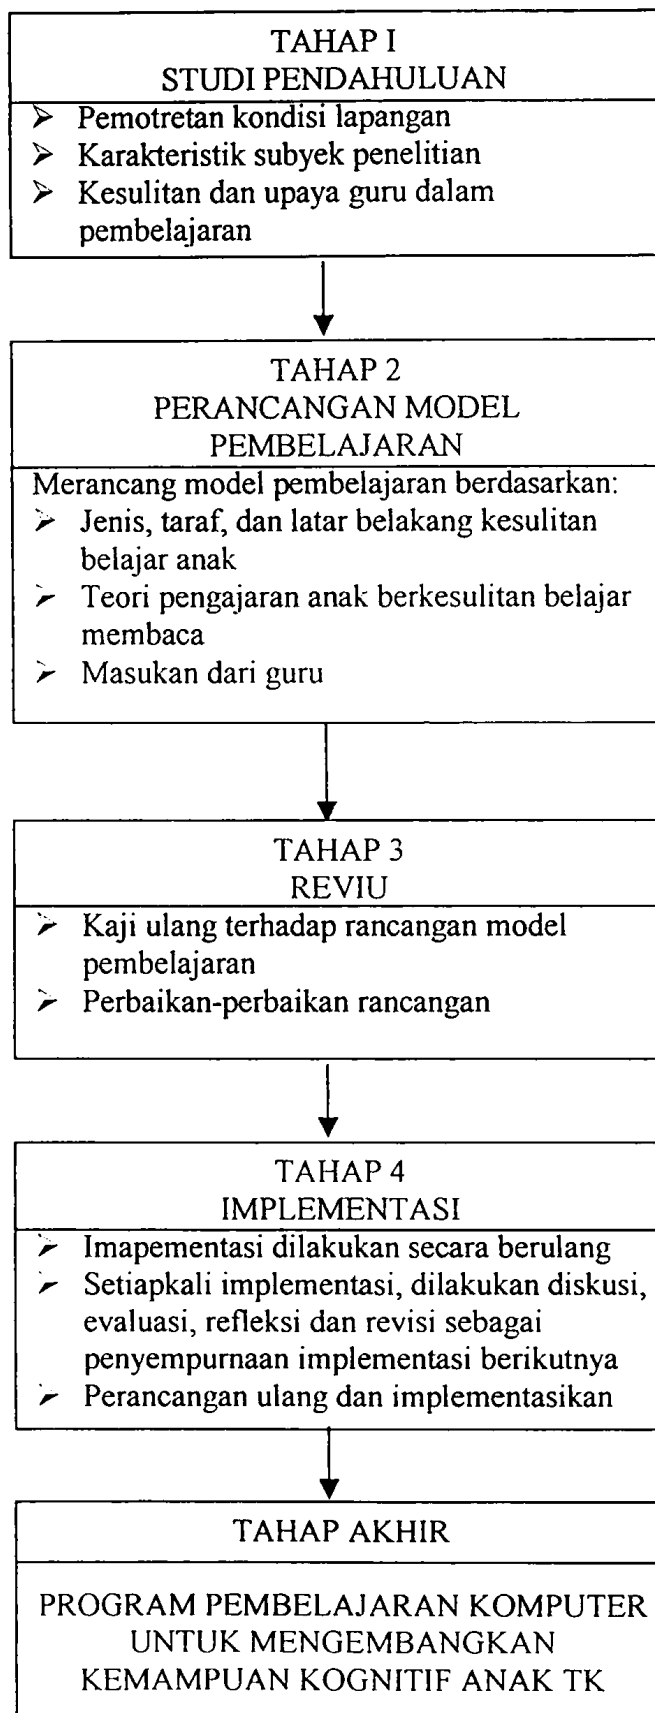 TAHAP I
STUDI PENDAHULUAN
➢ Pemotretan kondisi lapangan
➢ Karakteristik subyek penelitian
➢ Kesulitan dan upaya guru dalam
pembelajaran
TAHAP 2
PERANCANGAN MODEL
PEMBELAJARAN
Merancang model pembelajaran berdasarkan:
➢ Jenis, taraf, dan latar belakang kesulitan
belajar anak
➢ Teori pengajaran anak berkesulitan belajar
membaca
➢ Masukan dari guru
TAHAP 3
REVIU
➢ Kaji ulang terhadap rancangan model
pembelajaran
➢ Perbaikan-perbaikan rancangan
TAHAP 4
IMPLEMENTASI
➢ Imapementasi dilakukan secara berulang
➢ Setiapkali implementasi, dilakukan diskusi,
evaluasi, refleksi dan revisi sebagai
penyempurnaan implementasi berikutnya
➢ Perancangan ulang dan implementasikan
TAHAP AKHIR
PROGRAM PEMBELAJARAN KOMPUTER
UNTUK MENGEMBANGKAN
KEMAMPUAN KOGNITIF ANAK TK